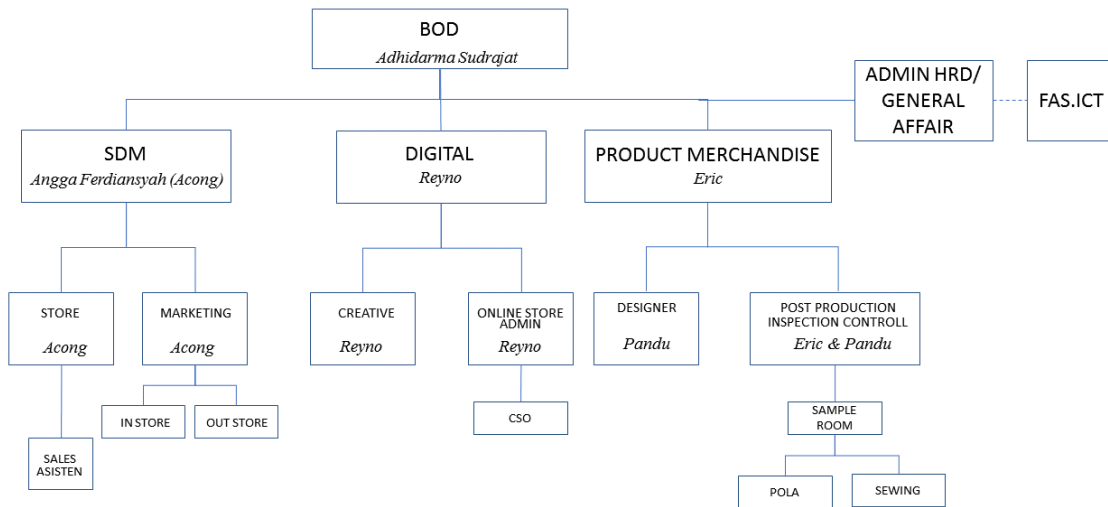 BOD
Adhidarma Sudrajat
ADMIN HRD/
GENERAL
AFFAIR
FAS.ICT
SDM
Angga Ferdiansyah (Acong)
DIGITAL
Reyno
PRODUCT MERCHANDISE
Eric
STORE
Acong
MARKETING
Acong
CREATIVE
Reyno
ONLINE STORE
ADMIN
Reyno
DESIGNER
Pandu
POST PRODUCTION
INSPECTION CONTROLL
Eric & Pandu
IN STORE
OUT STORE
CSO
SAMPLE
ROOM
SALES
ASISTEN
POLA
SEWING